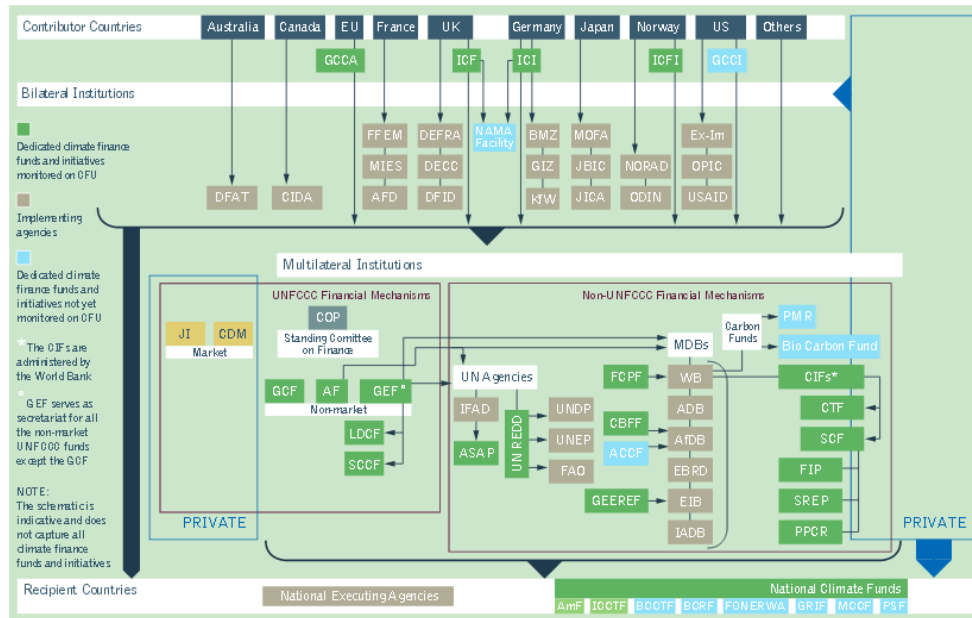 Contributor Countries
Australia
Canada
EU
France
UK
Germany
Japan
Norway
US
Others
GCCA
ICF
ICI
ICFI
GCCI
Bilateral Institutions
Dedicated climate finance
funds and initiatives
monitored on CFU
Implementing
agencies
Dedicated climate
finance funds and
initiatives not yet
monitored on CFU
* The CIFs are
administered by
the World Bank
° GEF serves as
secretariat for all
the non-market
UNFCCC funds
except the GCF
NOTE:
The schematic is
indicative and does
not capture all
climate finance
funds and initiatives
FFEM
DEFRA
NAMA
Facility
BMZ
MOFA
Ex-Im
MIES
DECC
GIZ
JBIC
NORAD
OPIC
DFAT
CIDA
AFD
DFID
KfW
JICA
ODIN
USAID
Multilateral Institutions
UNFCCC Financial Mechanisms
Non-UNFCCC Financial Mechanisms
COP
Standing Comittee
on Finance
JI
CDM
Market
GCF
AF
GEF°
Non-market
LDCF
SCCF
UN Agencies
IFAD
ASAP
UN REDD
UNDP
UNEP
FAO
MDBs
Carbon
Funds
PMR
Bio Carbon Fund
FCPF
WB
CIFs*
ADB
CTF
CBFF
AfDB
SCF
ACCF
EBRD
FIP
GEEREF
EIB
SREP
IADB
PPCR
PRIVATE
PRIVATE
Recipient Countries
National Executing Agencies
National Climate Funds
AmF
ICCTF
BCCTF
BCRF
FONERWA
GRIF
MCCF
PSF